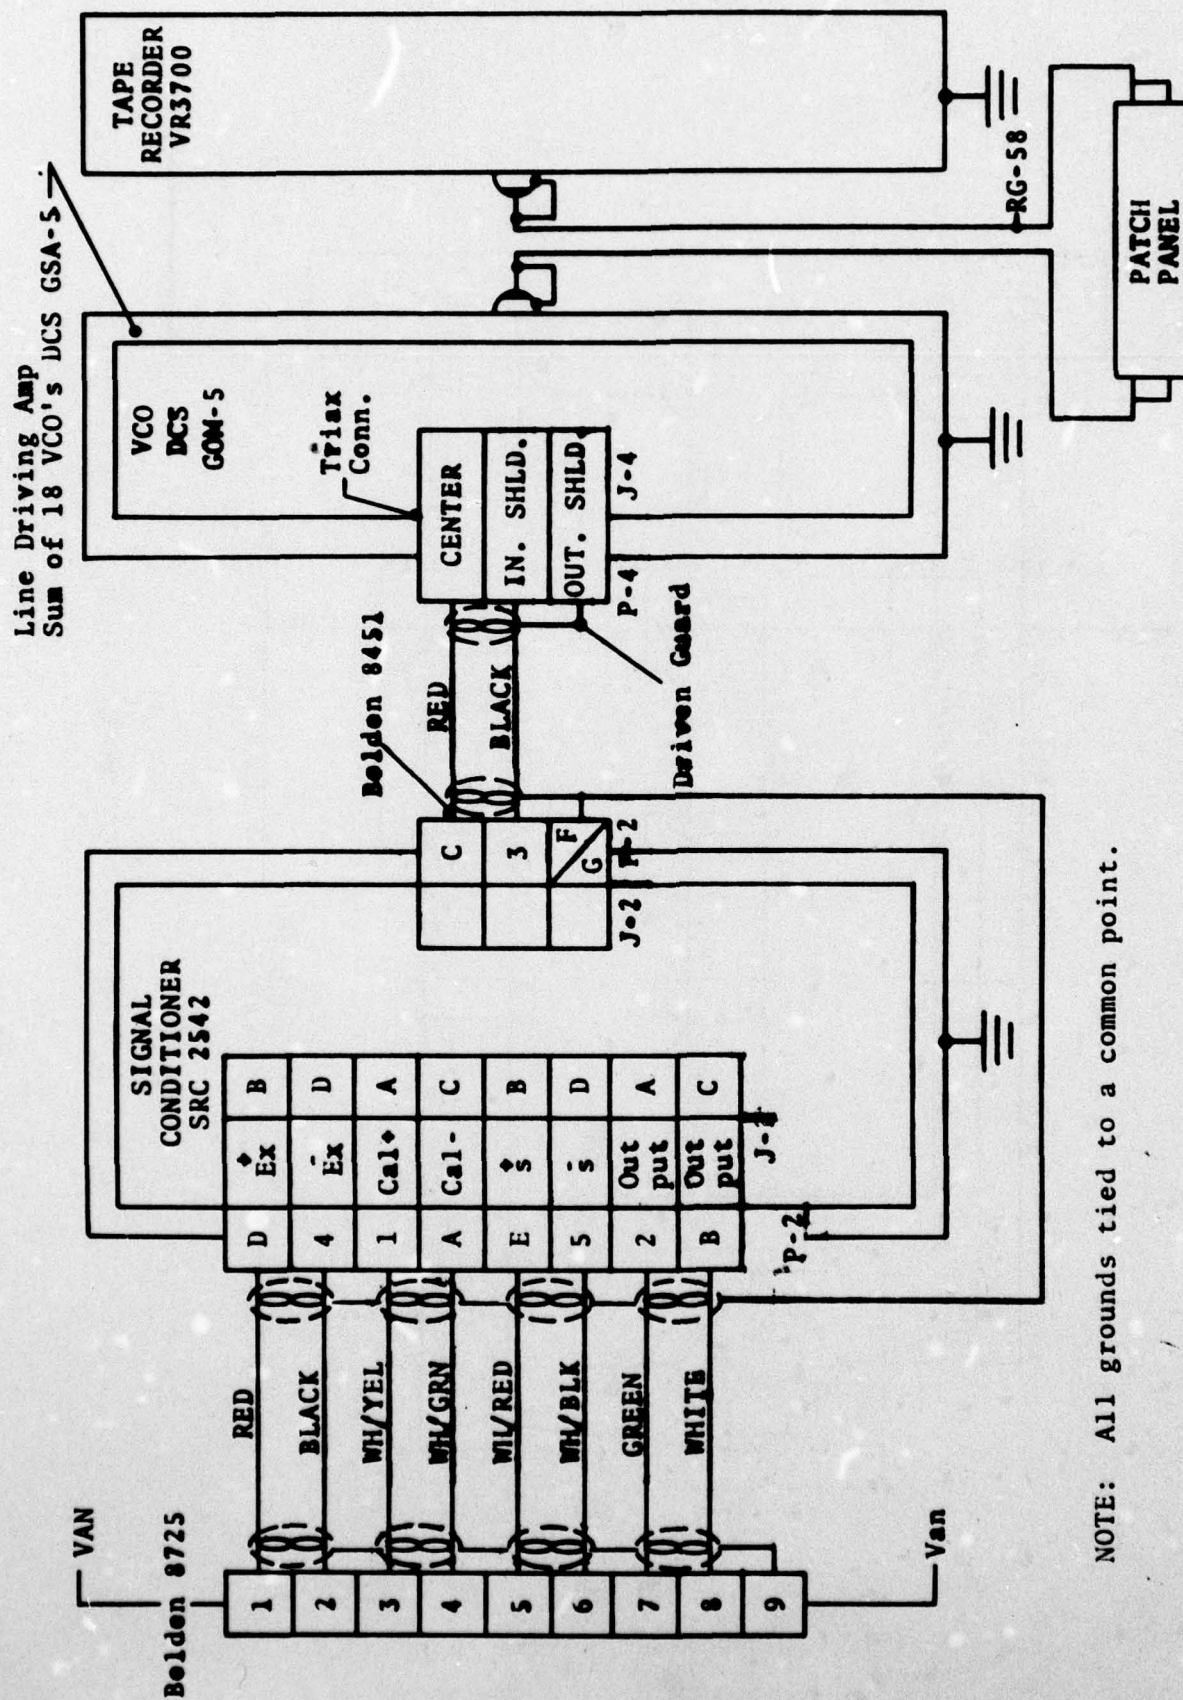 Line Driving Amp
Sum of 18 VCO's DCS GSA-5
TAPE
RECORDER
VR3700
VCO
DCS
GOM-5
Triax
Conn.
CENTER
IN. SHLD.
OUT. SHLD.
P-4
J-4
RG-58
PATCH
PANEL
Belden 8451
RED
BLACK
Driven Guard
SIGNAL
CONDITIONER
SRC 2542
C
3
F
G
J-2
P-2
D + Ex B
4 - Ex D
1 Cal+ A
A Cal- C
E + s B
5 - s D
2 Out put A
B Out put C
P-2
VAN
Belden 8725
1
2
3
4
5
6
7
8
9
RED
BLACK
WH/YEL
WH/GRN
WH/RED
WH/BLK
GREEN
WHITE
Van
NOTE: All grounds tied to a common point.